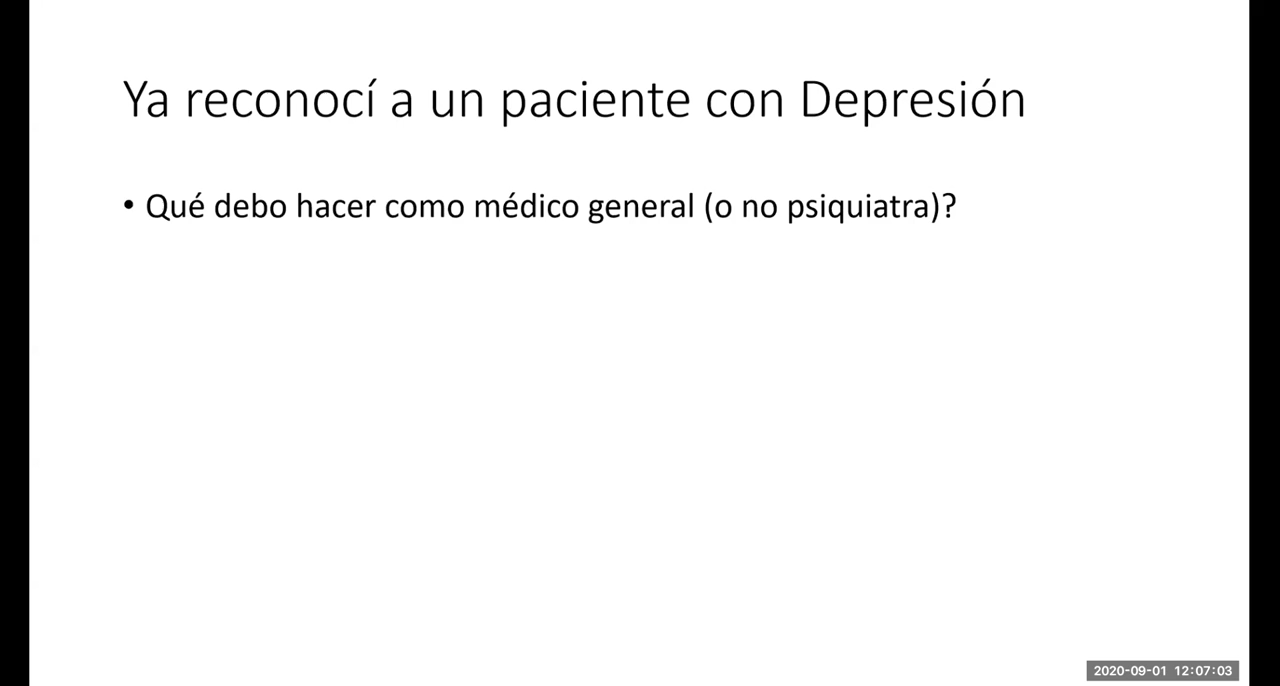 Ya reconocí a un paciente con Depresión
• Qué debo hacer como médico general (o no psiquiatra)?
2020-09-01 12:07:03